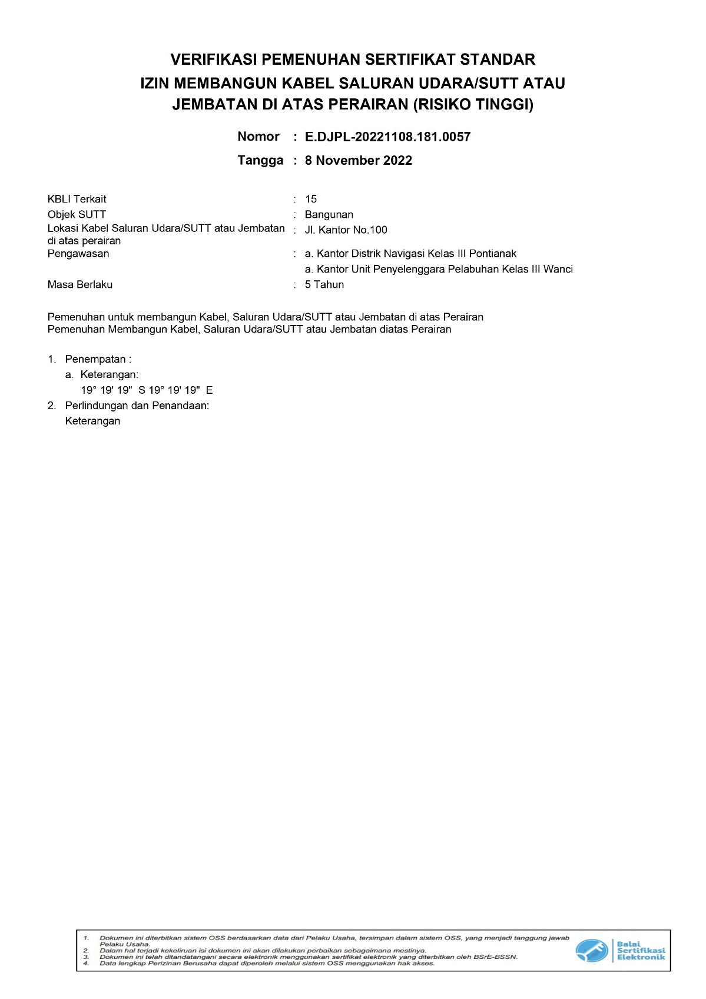 VERIFIKASI PEMENUHAN SERTIFIKAT STANDAR
IZIN MEMBANGUN KABEL SALURAN UDARA/SUTT ATAU
JEMBATAN DI ATAS PERAIRAN (RISIKO TINGGI)
Nomor : E.DJPL-20221108.181.0057
Tangga : 8 November 2022
KBLI Terkait : 15
Objek SUTT : Bangunan
Lokasi Kabel Saluran Udara/SUTT atau Jembatan : Jl. Kantor No.100
di atas perairan
Pengawasan : a. Kantor Distrik Navigasi Kelas III Pontianak
a. Kantor Unit Penyelenggara Pelabuhan Kelas III Wanci
Masa Berlaku : 5 Tahun
Pemenuhan untuk membangun Kabel, Saluran Udara/SUTT atau Jembatan di atas Perairan
Pemenuhan Membangun Kabel, Saluran Udara/SUTT atau Jembatan diatas Perairan
1. Penempatan :
a. Keterangan:
19° 19' 19" S 19° 19' 19" E
2. Perlindungan dan Penandaan:
Keterangan
1. Dokumen ini diterbitkan sistem OSS berdasarkan data dari Pelaku Usaha, tersimpan dalam sistem OSS, yang menjadi tanggung jawab
Pelaku Usaha.
2. Dalam hal terjadi kekeliruan isi dokumen ini akan dilakukan perbaikan sebagaimana mestinya.
3. Dokumen ini telah ditandatangani secara elektronik menggunakan sertifikat elektronik yang diterbitkan oleh BSrE-BSSN.
4. Data lengkap Perizinan Berusaha dapat diperoleh melalui sistem OSS menggunakan hak akses.
Balai
Sertifikasi
Elektronik